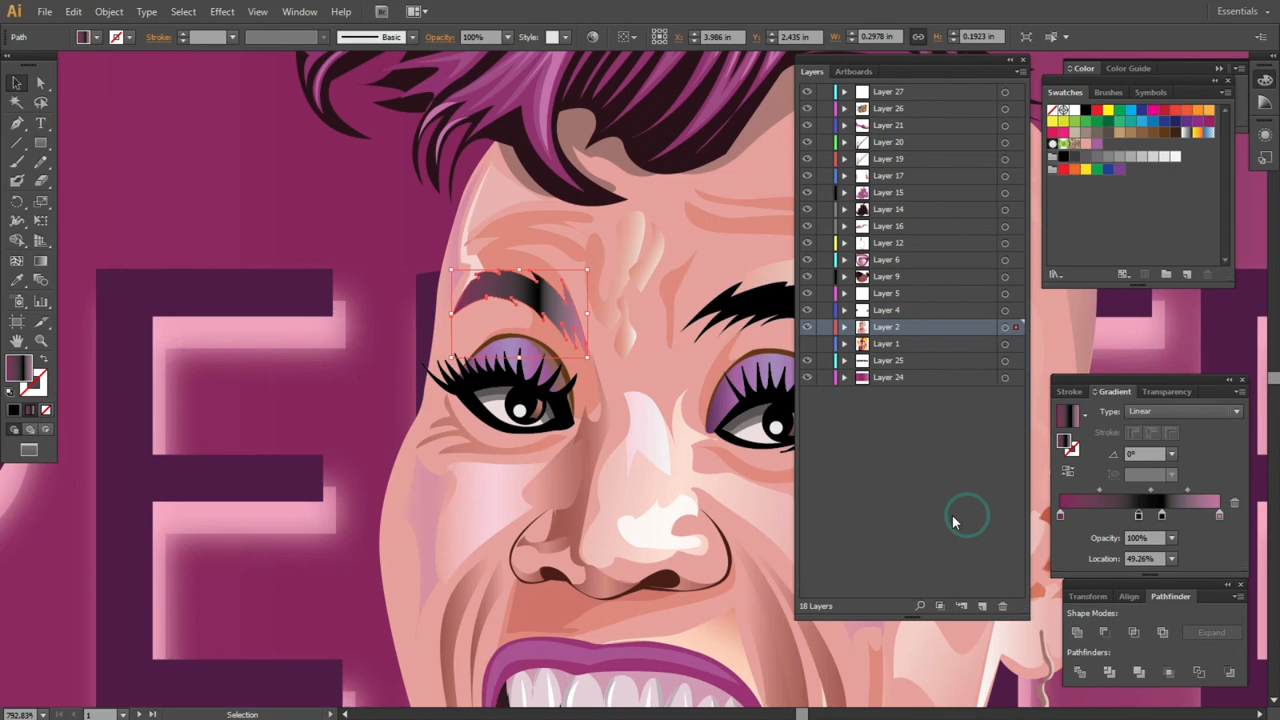 Ai File Edit Object Type Select Effect View Window Help Br Essentials
Path Stroke: Basic Opacity: 100% Style: X: 3.986 in Y: 2.435 in W: 0.2978 in H: 0.1923 in
Layers Artboards
Layer 27
Layer 26
Layer 21
Layer 20
Layer 19
Layer 17
Layer 15
Layer 14
Layer 16
Layer 12
Layer 6
Layer 9
Layer 5
Layer 4
Layer 2
Layer 1
Layer 25
Layer 24
18 Layers
Color Color Guide
Swatches Brushes Symbols
Stroke Gradient Transparency
Type: Linear
Stroke:
0°
Opacity: 100%
Location: 49.26%
Transform Align Pathfinder
Shape Modes:
Expand
Pathfinders:
E
792.83% 1 Selection